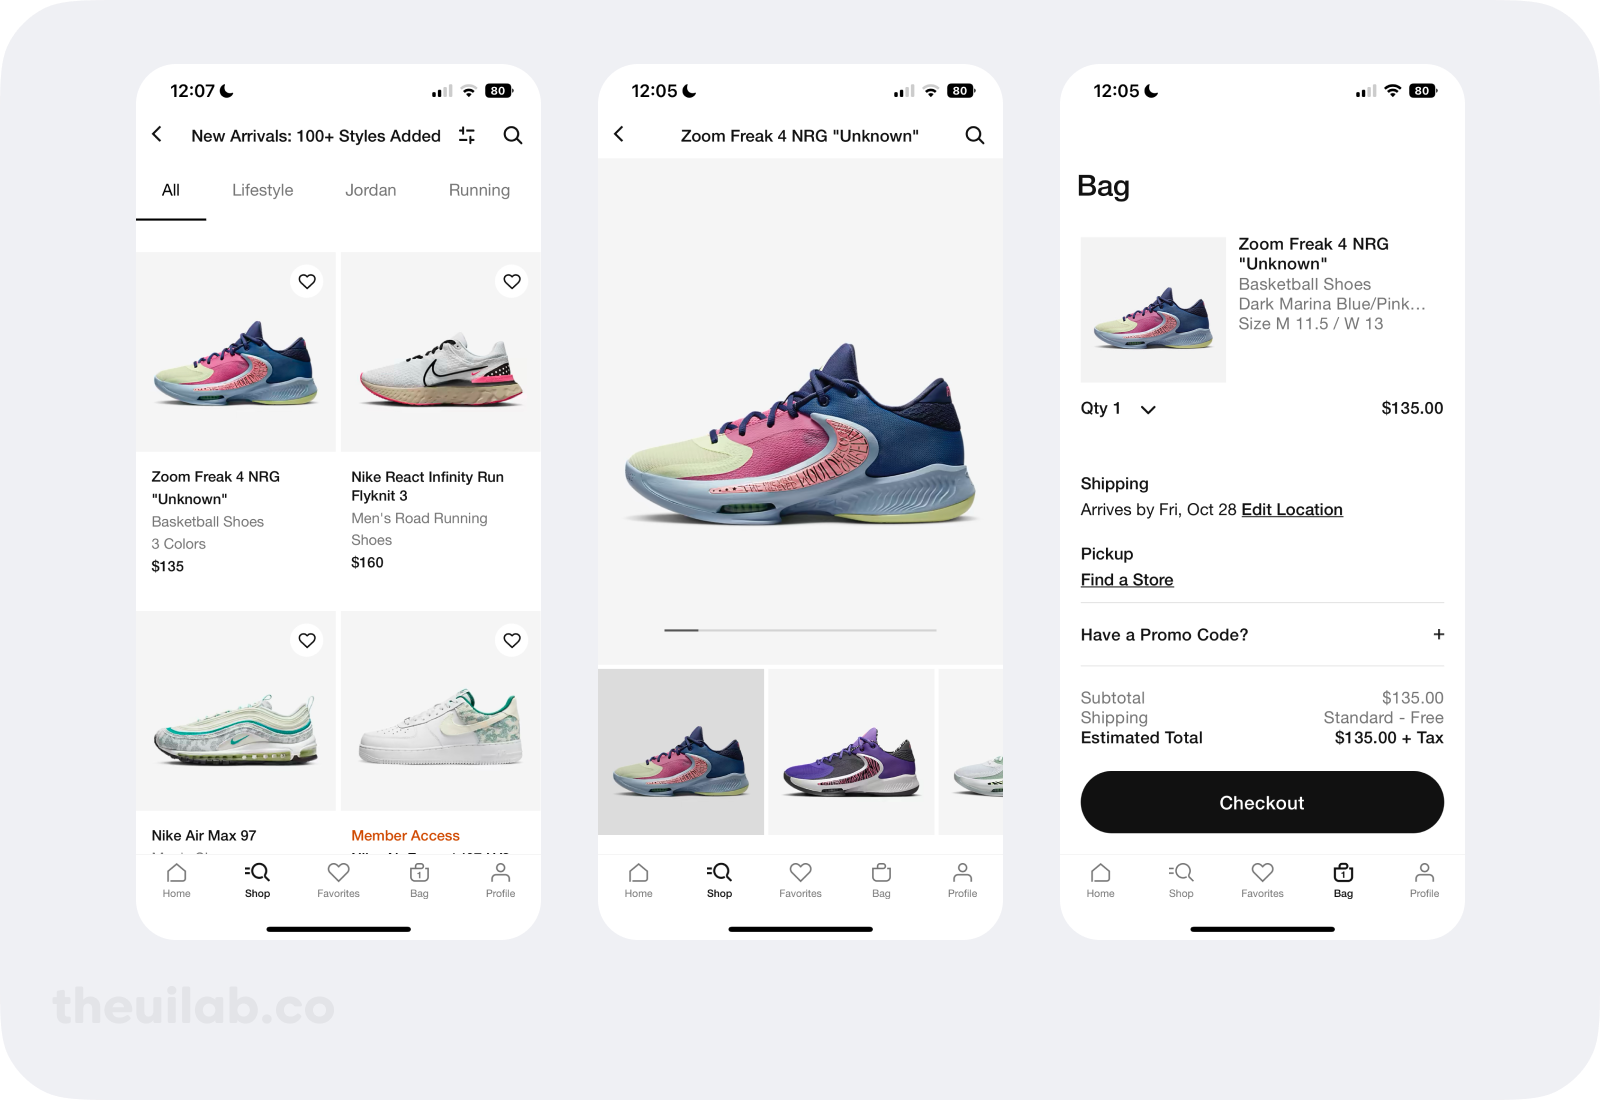 12:07
80
New Arrivals: 100+ Styles Added
All
Lifestyle
Jordan
Running
Zoom Freak 4 NRG
"Unknown"
Basketball Shoes
3 Colors
$135
Nike React Infinity Run
Flyknit 3
Men's Road Running
Shoes
$160
Nike Air Max 97
Member Access
Home
Shop
Favorites
1
Bag
Profile
12:05
80
Zoom Freak 4 NRG "Unknown"
Home
Shop
Favorites
Bag
Profile
12:05
80
Bag
Zoom Freak 4 NRG
"Unknown"
Basketball Shoes
Dark Marina Blue/Pink...
Size M 11.5 / W 13
Qty 1
$135.00
Shipping
Arrives by Fri, Oct 28 Edit Location
Pickup
Find a Store
Have a Promo Code?
+
Subtotal $135.00
Shipping Standard - Free
Estimated Total $135.00 + Tax
Checkout
Home
Shop
Favorites
1
Bag
Profile
theuilab.co